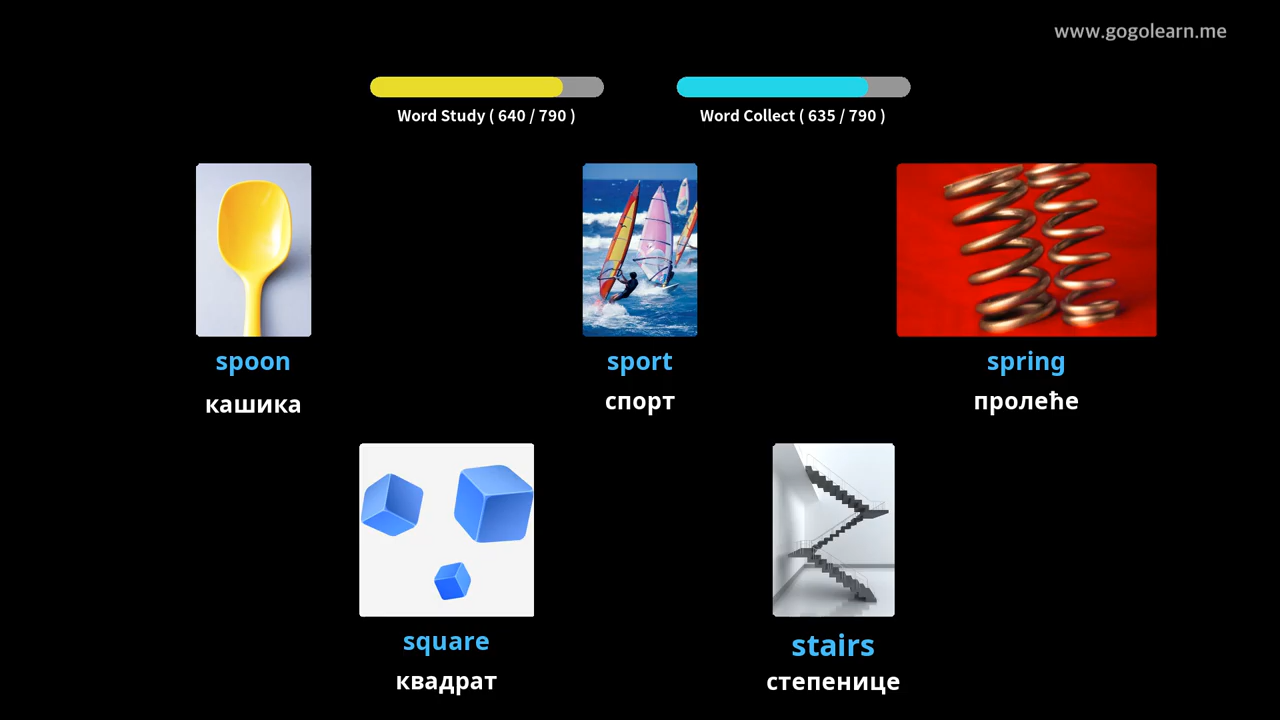 www.gogolearn.me
Word Study ( 640 / 790 )
Word Collect ( 635 / 790 )
spoon
sport
spring
кашика
спорт
пролеће
square
stairs
квадрат
степенице